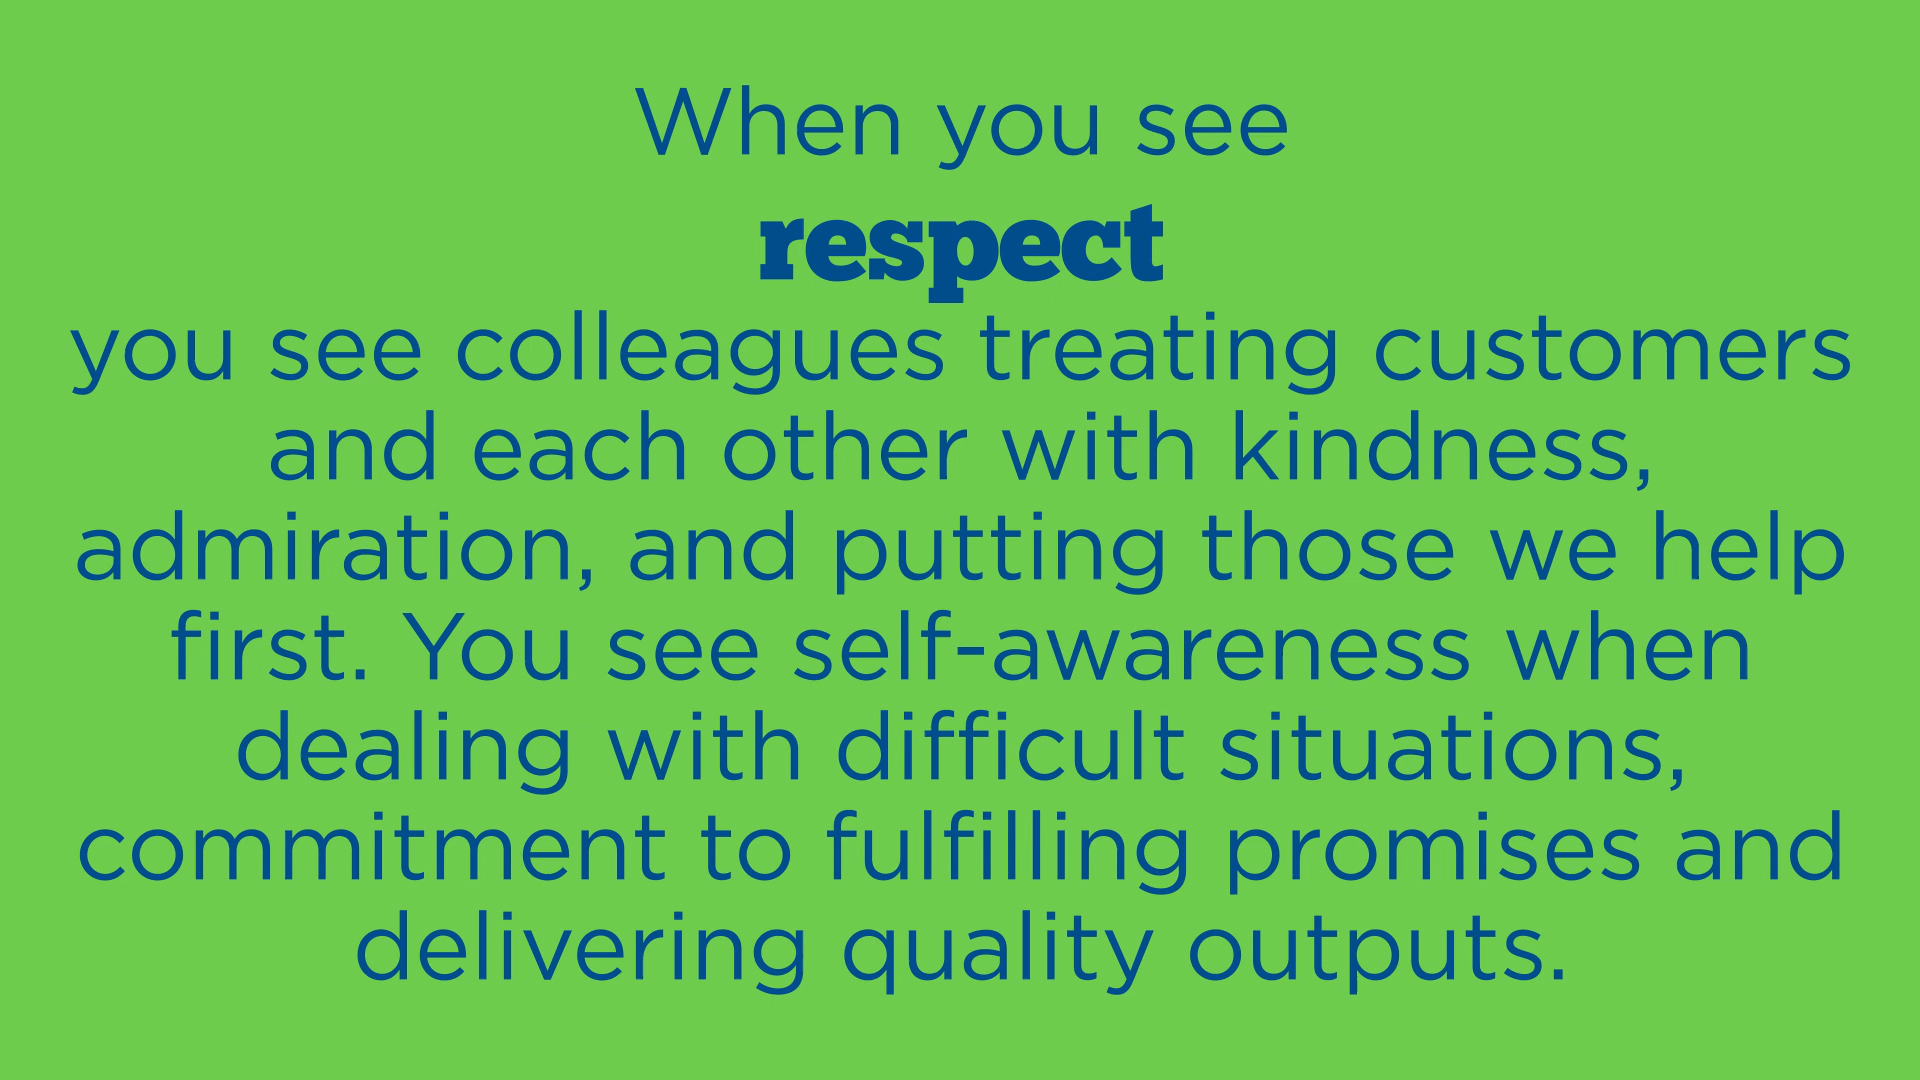 When you see
respect
you see colleagues treating customers
and each other with kindness,
admiration, and putting those we help
first. You see self-awareness when
dealing with difficult situations,
commitment to fulfilling promises and
delivering quality outputs.